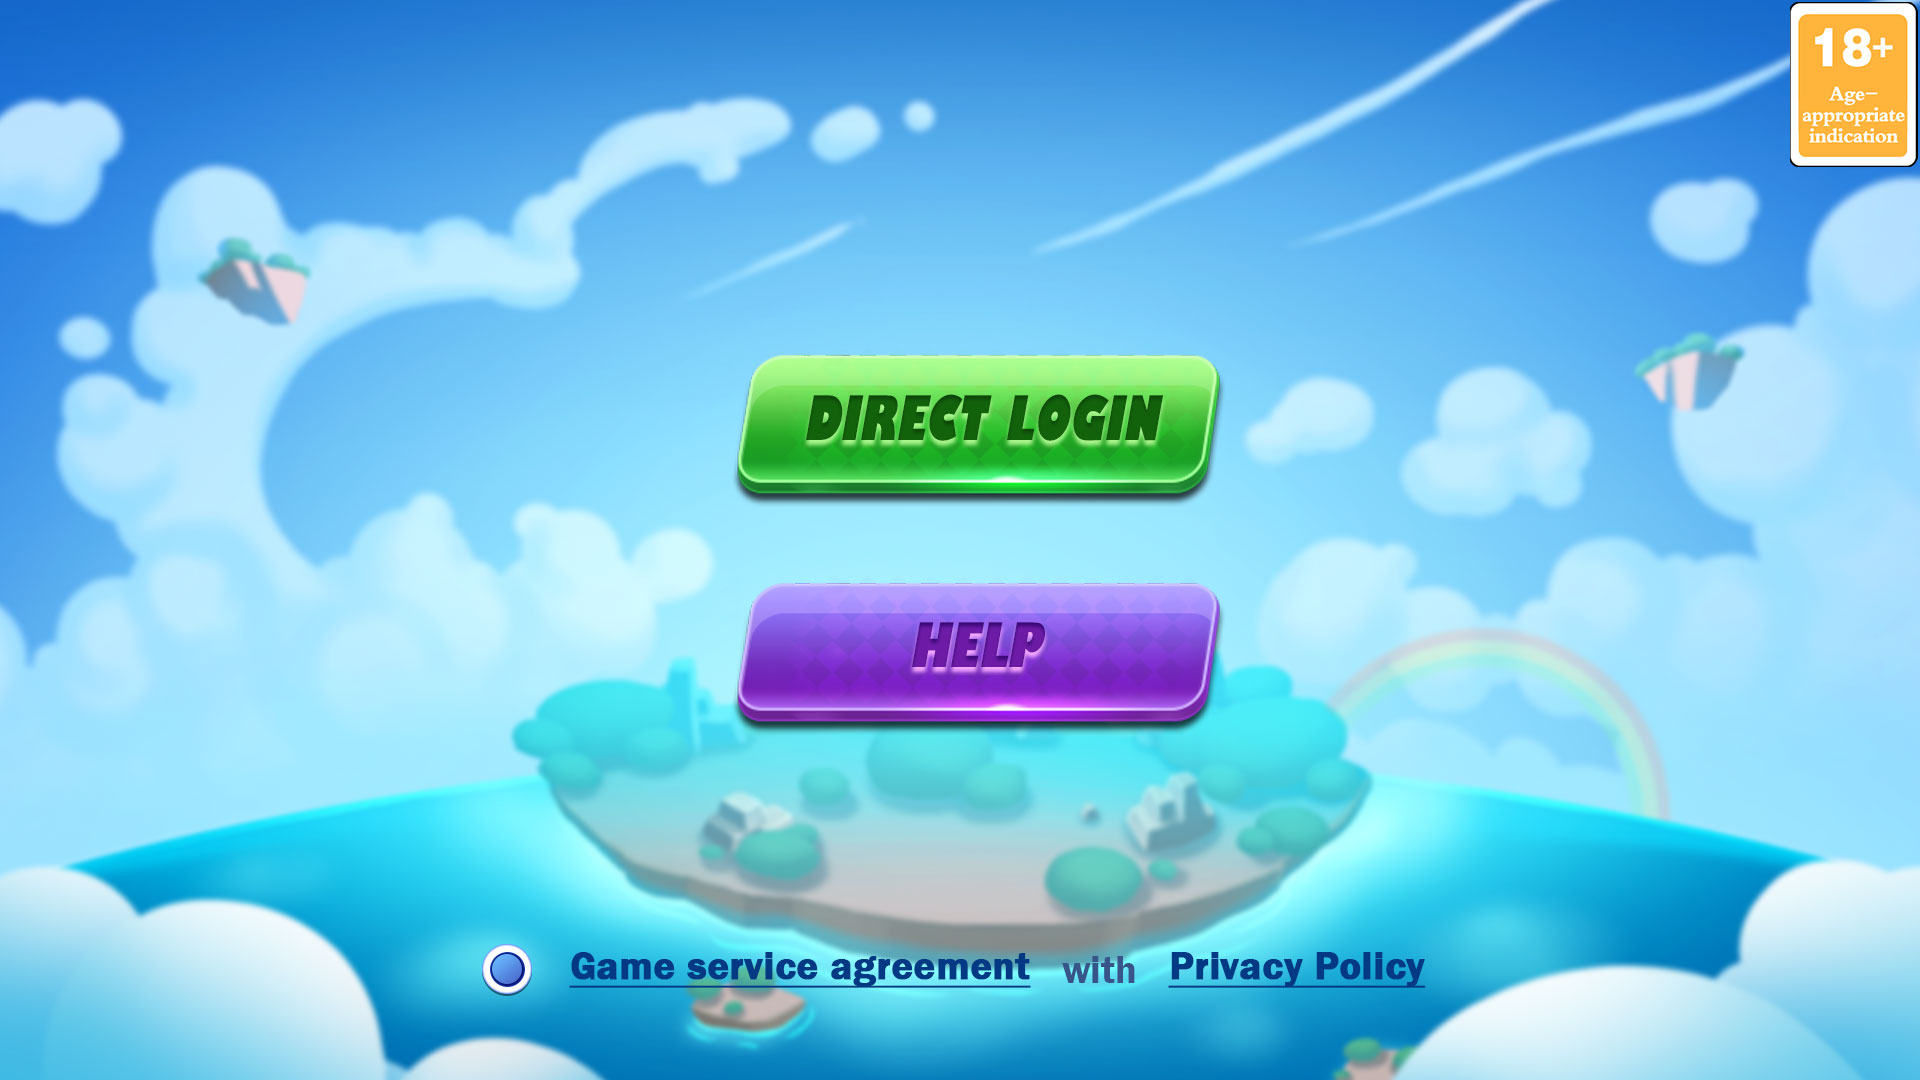 18+
Age-
appropriate
indication
DIRECT LOGIN
HELP
Game service agreement with Privacy Policy